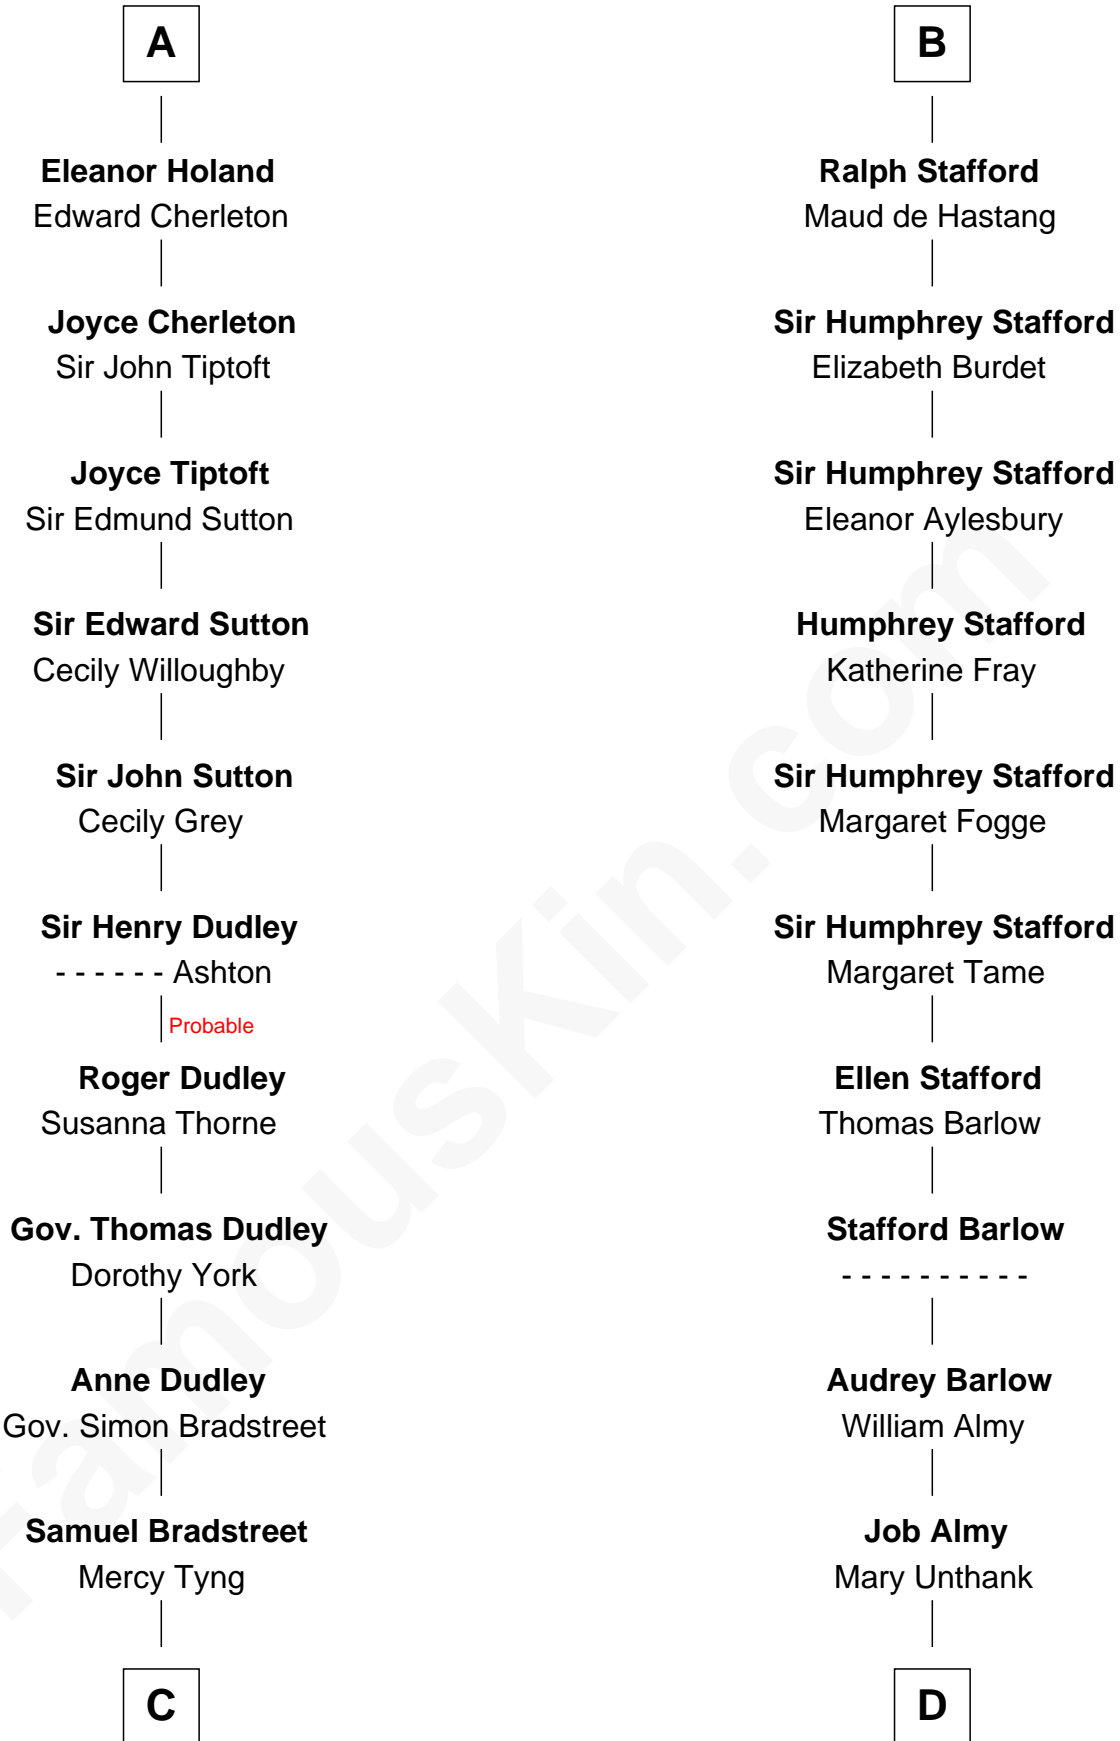 A
Eleanor Holand
Edward Cherleton
Joyce Cherleton
Sir John Tiptoft
Joyce Tiptoft
Sir Edmund Sutton
Sir Edward Sutton
Cecily Willoughby
Sir John Sutton
Cecily Grey
Sir Henry Dudley
- - - - - - Ashton
Probable
Roger Dudley
Susanna Thorne
Gov. Thomas Dudley
Dorothy York
Anne Dudley
Gov. Simon Bradstreet
Samuel Bradstreet
Mercy Tyng
C
B
Ralph Stafford
Maud de Hastang
Sir Humphrey Stafford
Elizabeth Burdet
Sir Humphrey Stafford
Eleanor Aylesbury
Humphrey Stafford
Katherine Fray
Sir Humphrey Stafford
Margaret Fogge
Sir Humphrey Stafford
Margaret Tame
Ellen Stafford
Thomas Barlow
Stafford Barlow
- - - - - - - - - -
Audrey Barlow
William Almy
Job Almy
Mary Unthank
D
FamousKin.com